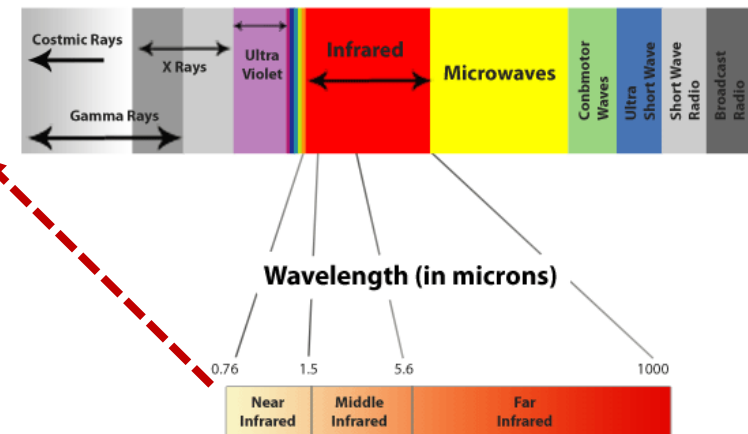 Costmic Rays
X Rays
Gamma Rays
Ultra
Violet
Infrared
Microwaves
Conbmotor
Waves
Ultra
Short Wave
Short Wave
Radio
Broadcast
Radio
Wavelength (in microns)
0.76
1.5
5.6
1000
Near
Infrared
Middle
Infrared
Far
Infrared